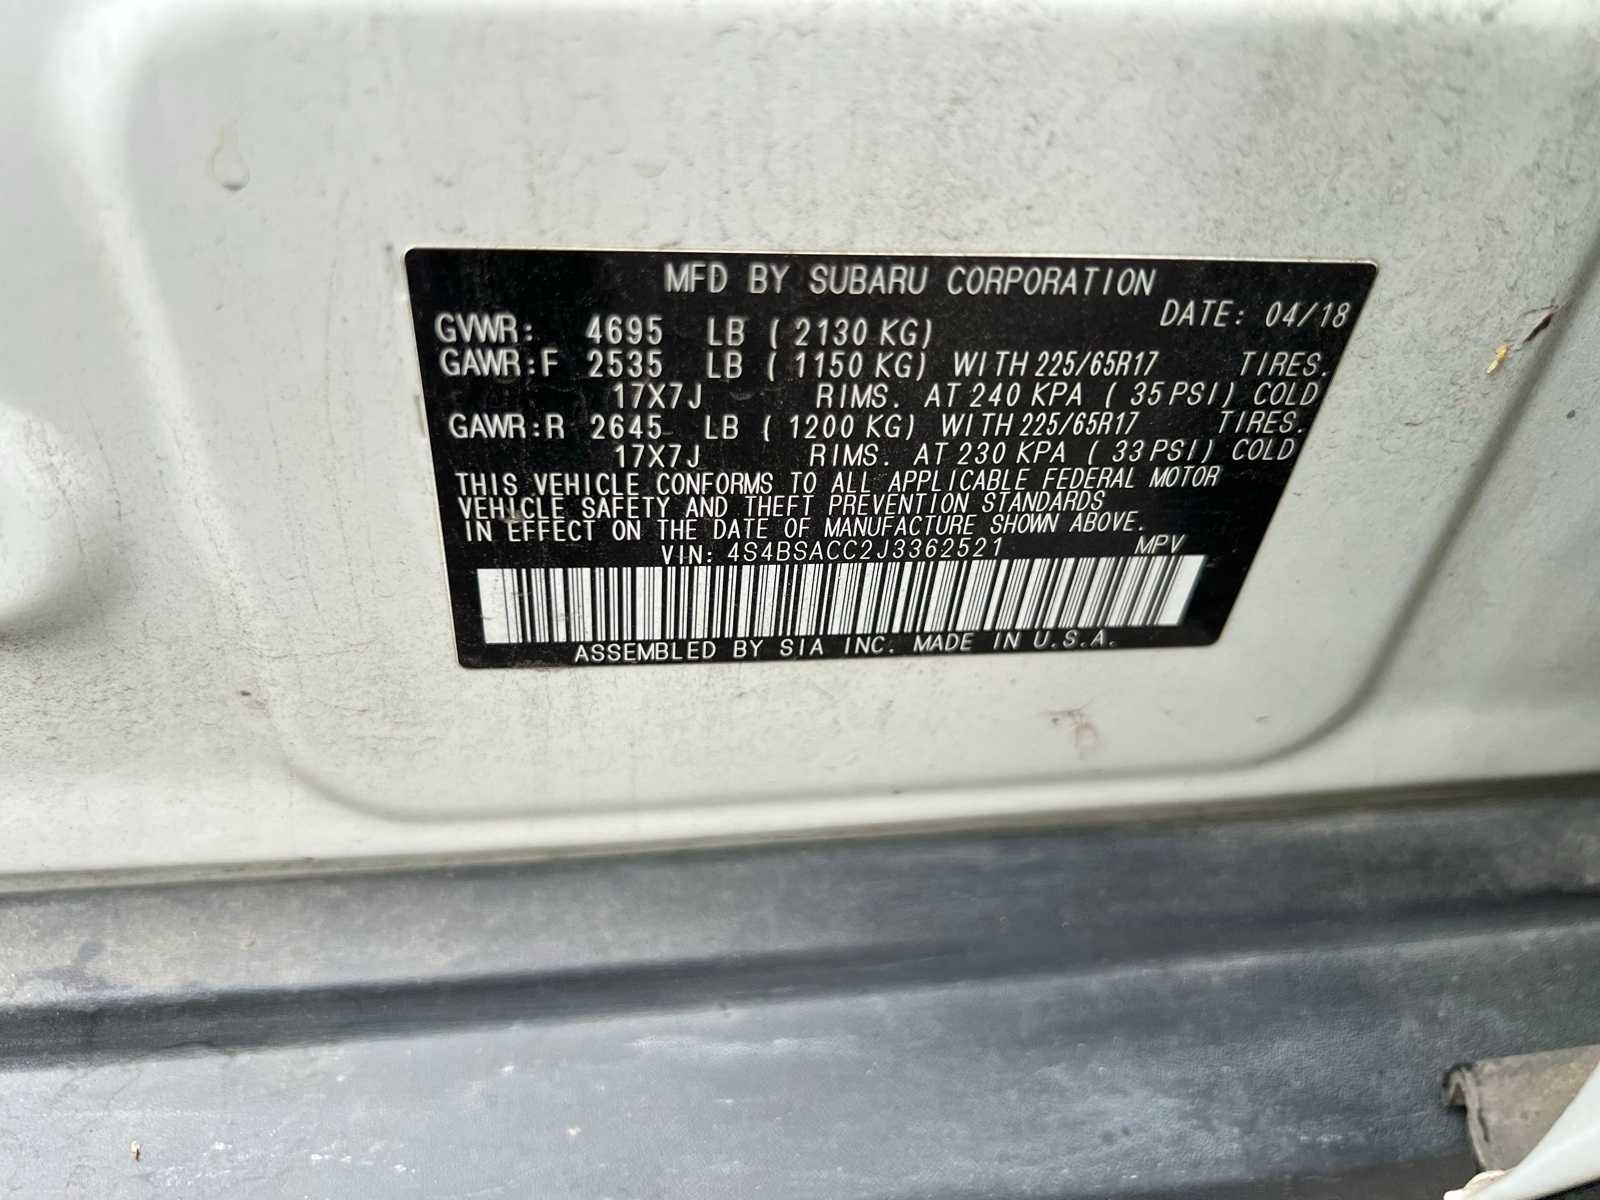 MFD BY SUBARU CORPORATION
DATE: 04/18
GVWR: 4695 LB ( 2130 KG)
GAWR:F 2535 LB ( 1150 KG) WITH 225/65R17 TIRES.
17X7J RIMS. AT 240 KPA ( 35 PSI) COLD
GAWR:R 2645 LB ( 1200 KG) WITH 225/65R17 TIRES.
17X7J RIMS. AT 230 KPA ( 33 PSI) COLD
THIS VEHICLE CONFORMS TO ALL APPLICABLE FEDERAL MOTOR
VEHICLE SAFETY AND THEFT PREVENTION STANDARDS
IN EFFECT ON THE DATE OF MANUFACTURE SHOWN ABOVE.
VIN: 4S4BSACC2J3362521 MPV
ASSEMBLED BY SIA INC. MADE IN U.S.A.